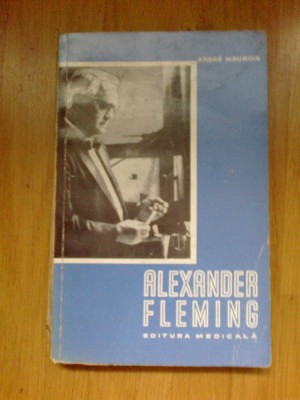 ANDRÉ MAUROIS
ALEXANDER
FLEMING
EDITURA MEDICALĂ